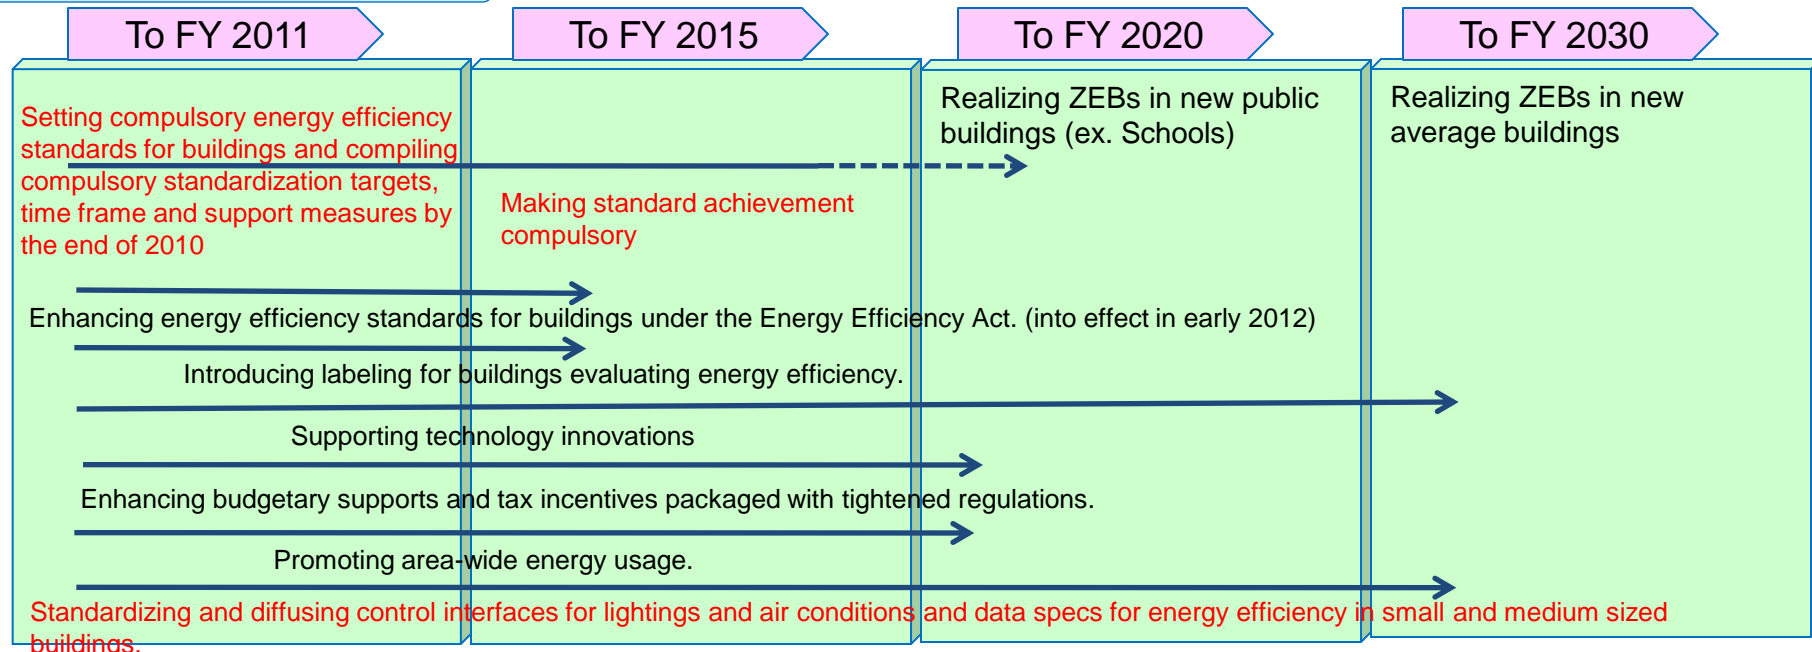 To FY 2011
To FY 2015
To FY 2020
To FY 2030
Setting compulsory energy efficiency
standards for buildings and compiling
compulsory standardization targets,
time frame and support measures by
the end of 2010
Making standard achievement
compulsory
Realizing ZEBs in new public
buildings (ex. Schools)
Realizing ZEBs in new
average buildings
Enhancing energy efficiency standards for buildings under the Energy Efficiency Act. (into effect in early 2012)
Introducing labeling for buildings evaluating energy efficiency.
Supporting technology innovations
Enhancing budgetary supports and tax incentives packaged with tightened regulations.
Promoting area-wide energy usage.
Standardizing and diffusing control interfaces for lightings and air conditions and data specs for energy efficiency in small and medium sized
buildings.